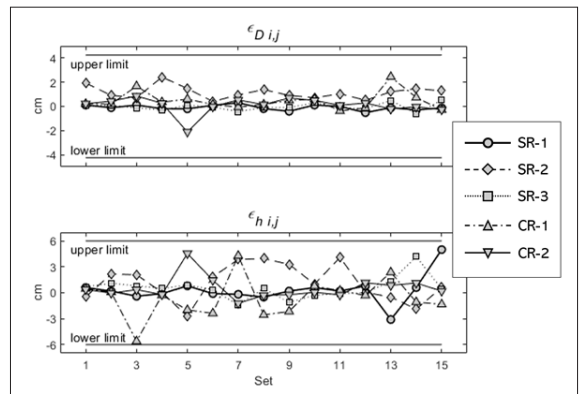 ϵ D i,j
4
upper limit
2
0
cm
-2
lower limit
-4
SR-1
SR-2
SR-3
CR-1
CR-2
ϵ h i,j
6
upper limit
3
0
cm
-3
lower limit
-6
1 3 5 7 9 11 13 15
Set